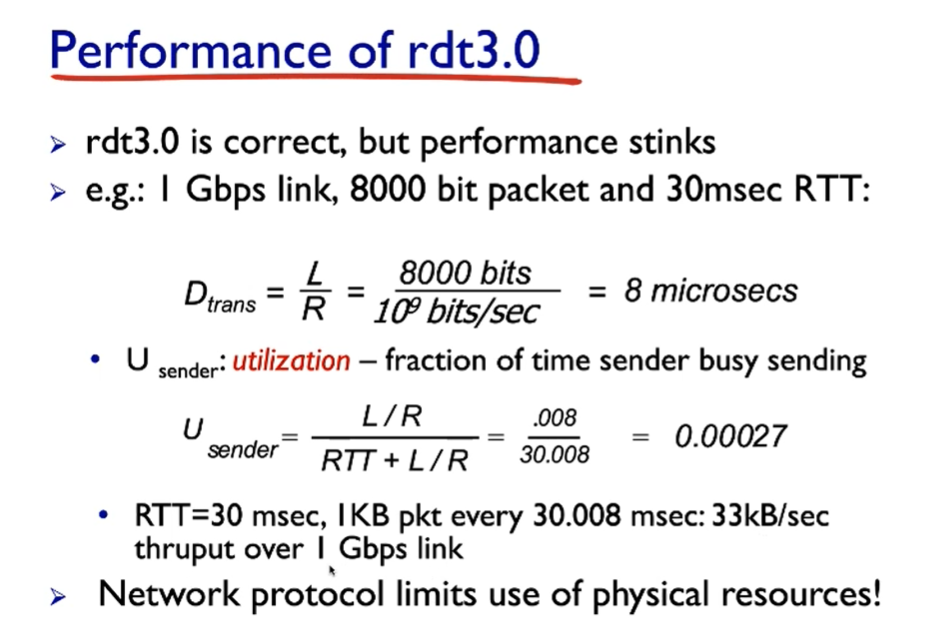 Performance of rdt3.0
➢ rdt3.0 is correct, but performance stinks
➢ e.g.: 1 Gbps link, 8000 bit packet and 30msec RTT:
D trans = L / R = 8000 bits / 10^9 bits/sec = 8 microsecs
• U sender: utilization – fraction of time sender busy sending
U sender = L / R / RTT + L / R = .008 / 30.008 = 0.00027
• RTT=30 msec, 1KB pkt every 30.008 msec: 33kB/sec
thruput over 1 Gbps link
➢ Network protocol limits use of physical resources!